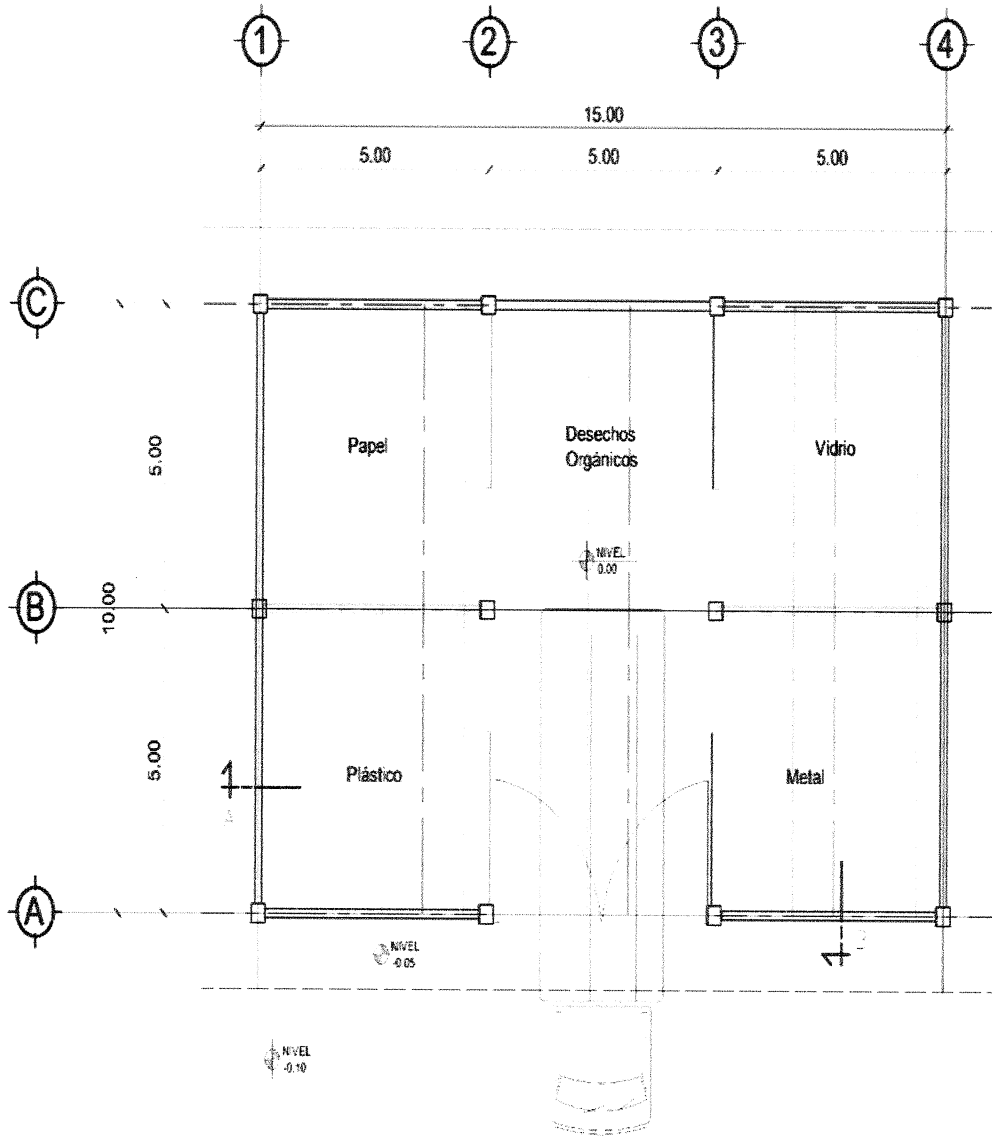 1
2
3
4
15.00
5.00
5.00
5.00
C
5.00
Papel
Desechos
Orgánicos
Vidrio
NIVEL
0.00
B
10.00
5.00
Plástico
Metal
1
A
NIVEL
-0.05
1
NIVEL
-0.10